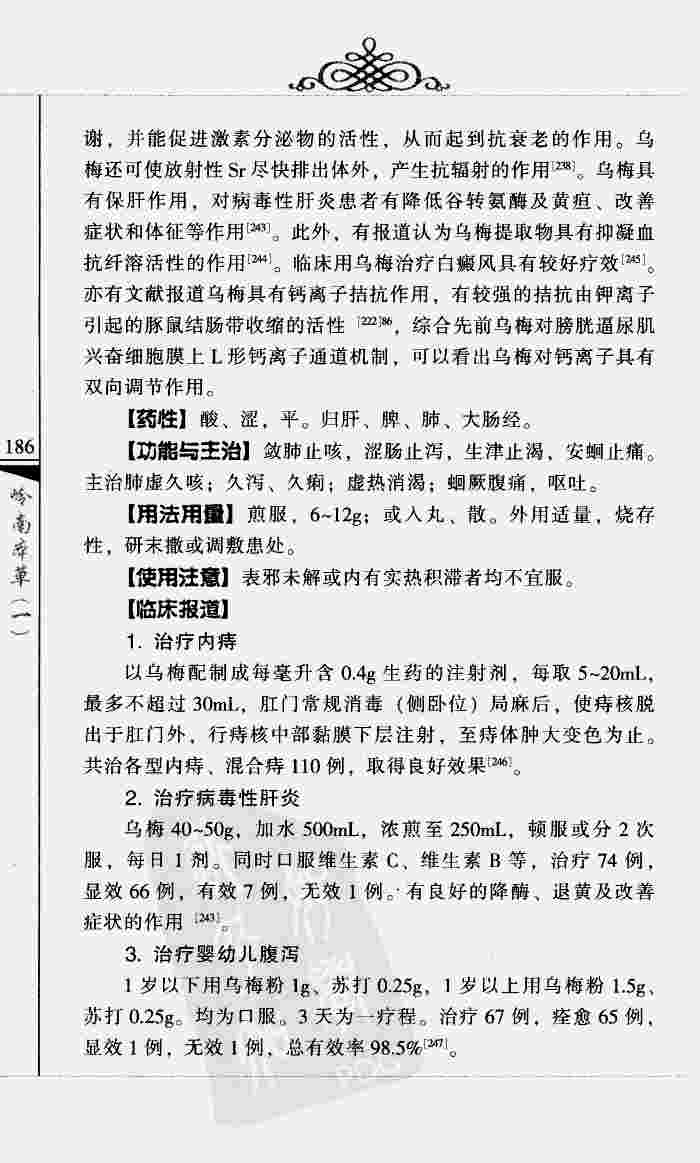 谢，并能促进激素分泌物的活性，从而起到抗衰老的作用。乌
梅还可使放射性 Sr 尽快排出体外，产生抗辐射的作用[238]。乌梅具
有保肝作用，对病毒性肝炎患者有降低谷转氨酶及黄疸、改善
症状和体征等作用[243]。此外，有报道认为乌梅提取物具有抑凝血
抗纤溶活性的作用[244]。临床用乌梅治疗白癜风具有较好疗效[245]。
亦有文献报道乌梅具有钙离子拮抗作用，有较强的拮抗由钾离子
引起的豚鼠结肠带收缩的活性 [222]86，综合先前乌梅对膀胱逼尿肌
兴奋细胞膜上 L 形钙离子通道机制，可以看出乌梅对钙离子具有
双向调节作用。
【药性】酸、涩，平。归肝、脾、肺、大肠经。
【功能与主治】敛肺止咳，涩肠止泻，生津止渴，安蛔止痛。
主治肺虚久咳；久泻、久痢；虚热消渴；蛔厥腹痛，呕吐。
【用法用量】煎服，6~12g；或入丸、散。外用适量，烧存
性，研末撒或调敷患处。
【使用注意】表邪未解或内有实热积滞者均不宜服。
【临床报道】
1. 治疗内痔
以乌梅配制成每毫升含 0.4g 生药的注射剂，每取 5~20mL，
最多不超过 30mL，肛门常规消毒（侧卧位）局麻后，使痔核脱
出于肛门外，行痔核中部黏膜下层注射，至痔体肿大变色为止。
共治各型内痔、混合痔 110 例，取得良好效果[246]。
2. 治疗病毒性肝炎
乌梅 40~50g，加水 500mL，浓煎至 250mL，顿服或分 2 次
服，每日 1 剂。同时口服维生素 C、维生素 B 等，治疗 74 例，
显效 66 例，有效 7 例，无效 1 例。有良好的降酶、退黄及改善
症状的作用 [243]。
3. 治疗婴幼儿腹泻
1 岁以下用乌梅粉 1g、苏打 0.25g，1 岁以上用乌梅粉 1.5g、
苏打 0.25g。均为口服。3 天为一疗程。治疗 67 例，痊愈 65 例，
显效 1 例，无效 1 例，总有效率 98.5%[247]。
186
岭南本草（一）